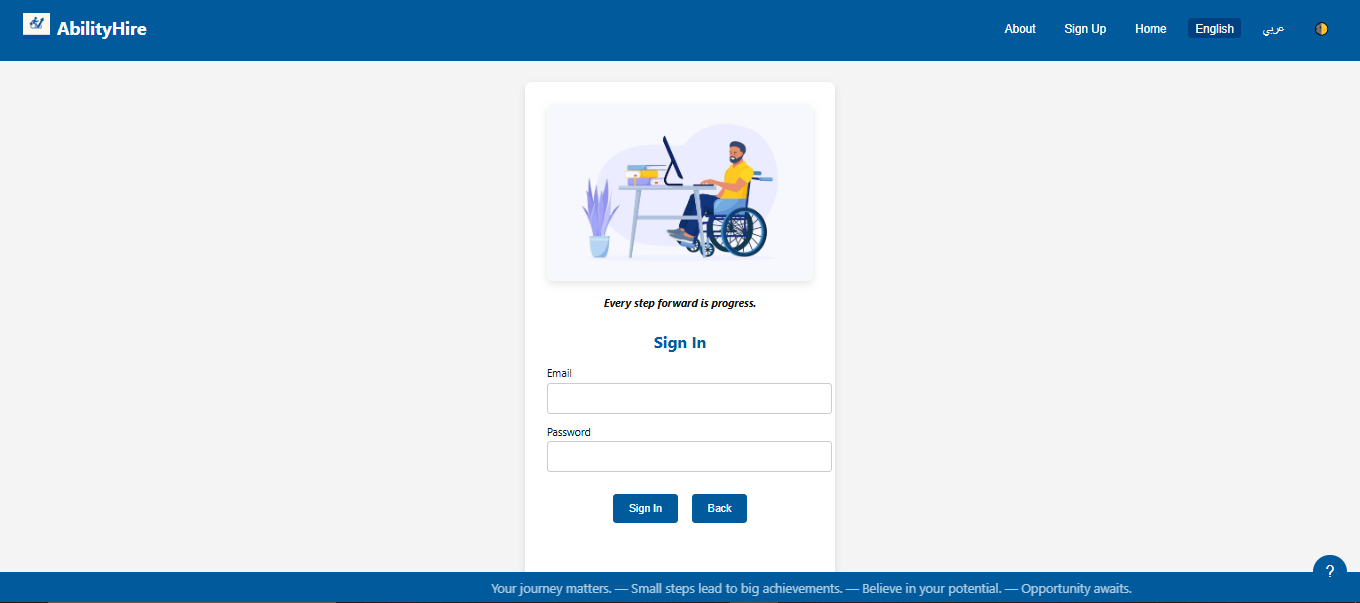 AbilityHire
About Sign Up Home English عربي
Every step forward is progress.
Sign In
Email
Password
Sign In Back
?
Your journey matters. — Small steps lead to big achievements. — Believe in your potential. — Opportunity awaits.